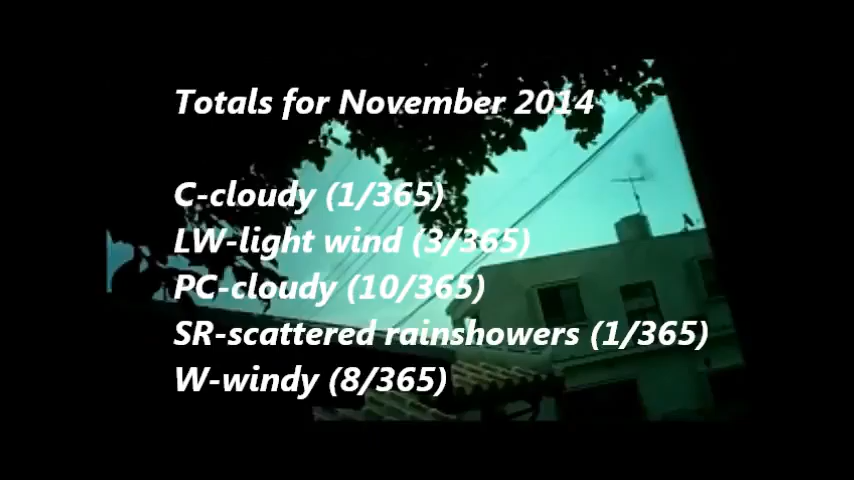 Totals for November 2014
C-cloudy (1/365)
LW-light wind (3/365)
PC-cloudy (10/365)
SR-scattered rainshowers (1/365)
W-windy (8/365)